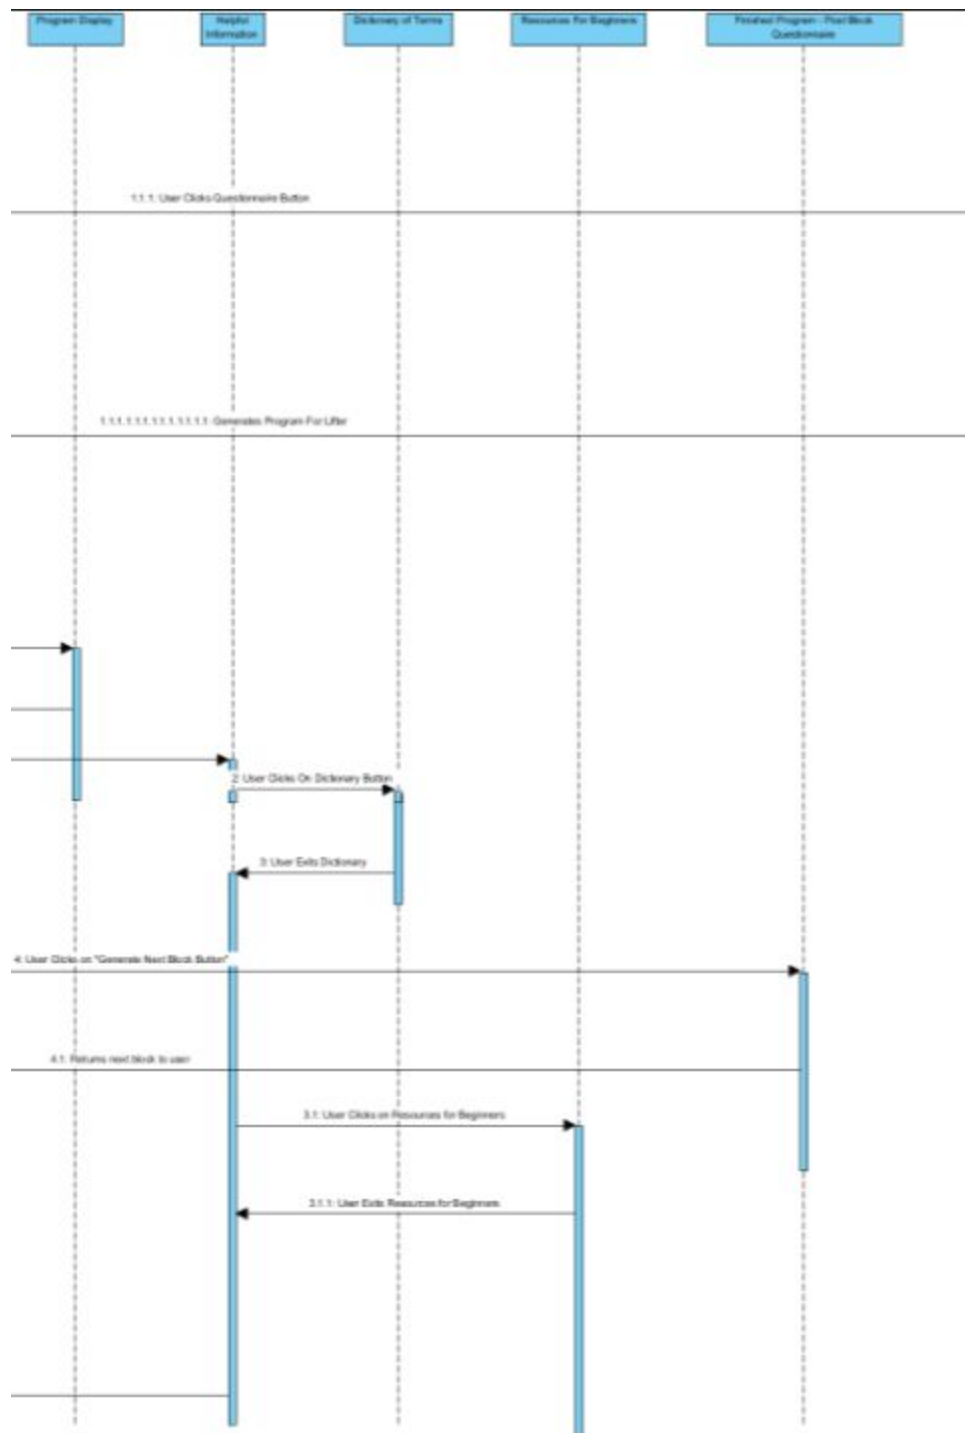 Program Display
Helpful
Information
Dictionary of Terms
Resources For Beginners
Finished Program - Post Block
Questionnaire
1.1.1: User Clicks Questionnaire Button
Generates Program For Lifter
2: User Clicks On Dictionary Button
3: User Exits Dictionary
4: User Clicks on "Generate Next Block Button"
4.1: Returns next block to user
3.1: User Clicks on Resources for Beginners
3.1.1: User Exits Resources for Beginners